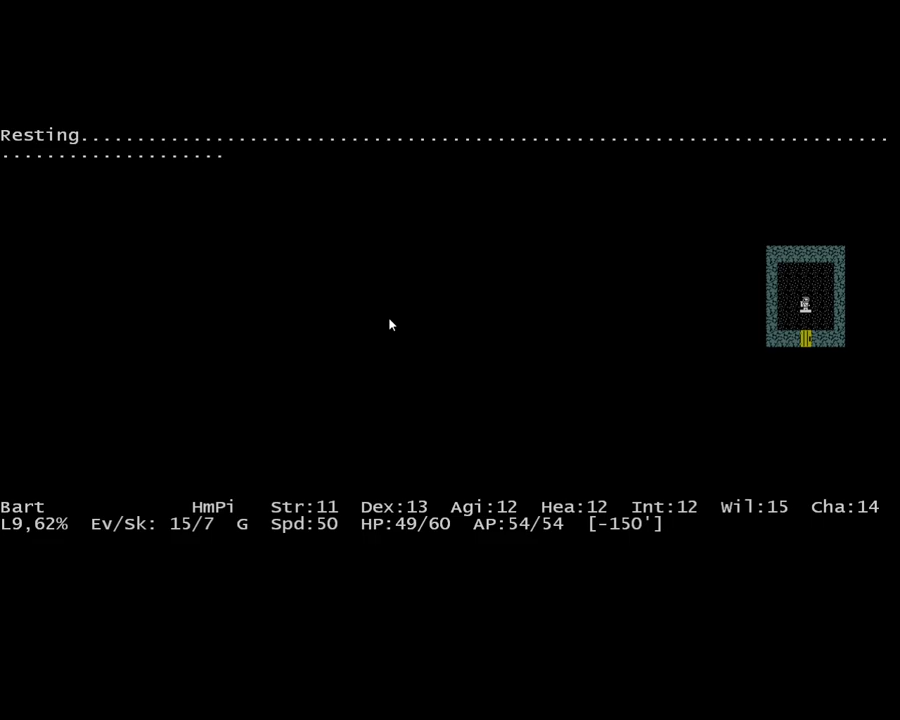 Resting........................................................................
....................
Bart HmPi Str:11 Dex:13 Agi:12 Hea:12 Int:12 Wil:15 Cha:14
L9,62% Ev/Sk: 15/7 G Spd:50 HP:49/60 AP:54/54 [-150']